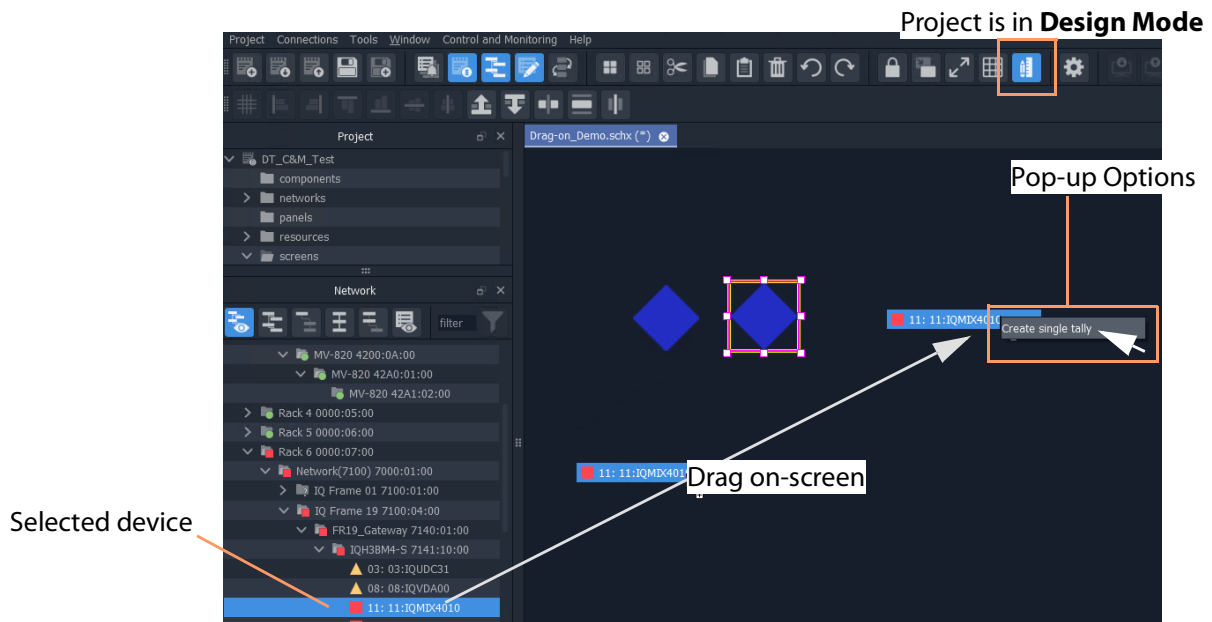 Project is in Design Mode
Project Connections Tools Window Control and Monitoring Help
Project
Drag-on_Demo.schx (*)
DT_C&M_Test
components
networks
panels
resources
screens
Pop-up Options
Network
filter
MV-820 4200:0A:00
MV-820 42A0:01:00
MV-820 42A1:02:00
Rack 4 0000:05:00
Rack 5 0000:06:00
Rack 6 0000:07:00
Network(7100) 7000:01:00
IQ Frame 01 7100:01:00
IQ Frame 19 7100:04:00
FR19_Gateway 7140:01:00
IQH3BM4-S 7141:10:00
03: 03:IQUDC31
08: 08:IQVDA00
11: 11:IQMIX4010
11: 11:IQMIX4010
Create single tally
11: 11:IQMIX401
Drag on-screen
Selected device